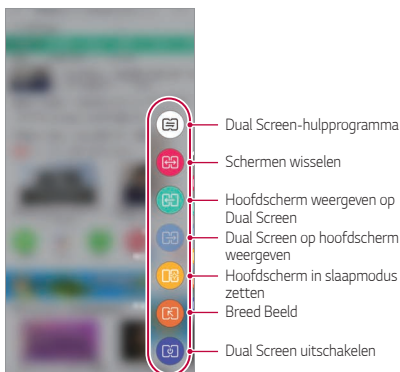 Dual Screen-hulpprogramma
Schermen wisselen
Hoofdscherm weergeven op
Dual Screen
Dual Screen op hoofdscherm
weergeven
Hoofdscherm in slaapmodus
zetten
Breed Beeld
Dual Screen uitschakelen